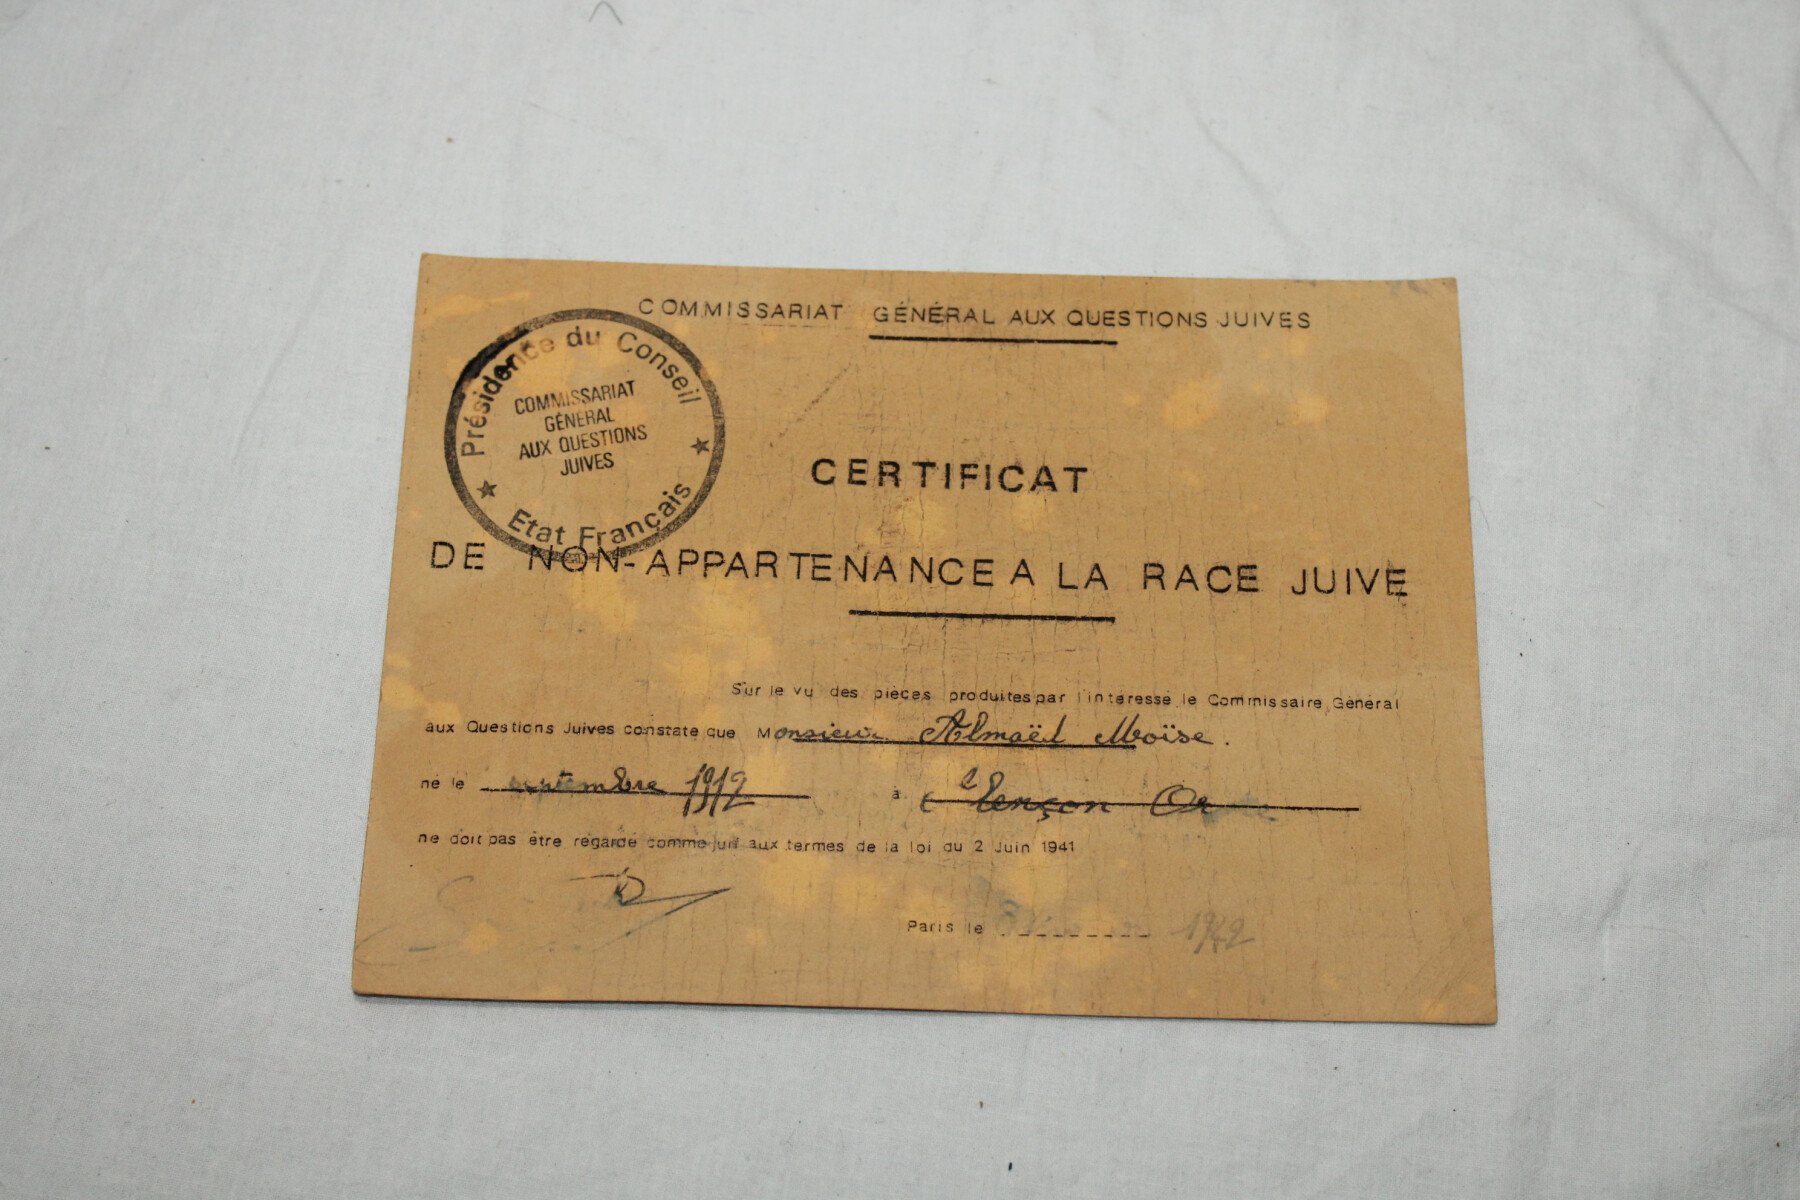 COMMISSARIAT GÉNÉRAL AUX QUESTIONS JUIVES
Présidence du Conseil
COMMISSARIAT
GÉNÉRAL
AUX QUESTIONS
JUIVES
Etat Français
CERTIFICAT
DE NON-APPARTENANCE A LA RACE JUIVE
Sur le vu des pièces produites par l'intéressé le Commissaire Général
aux Questions Juives constate que Monsieur Almaël Moïse.
né le septembre 1912 à
ne doit pas être regardé comme juif aux termes de la loi du 2 Juin 1941
Paris le 1942